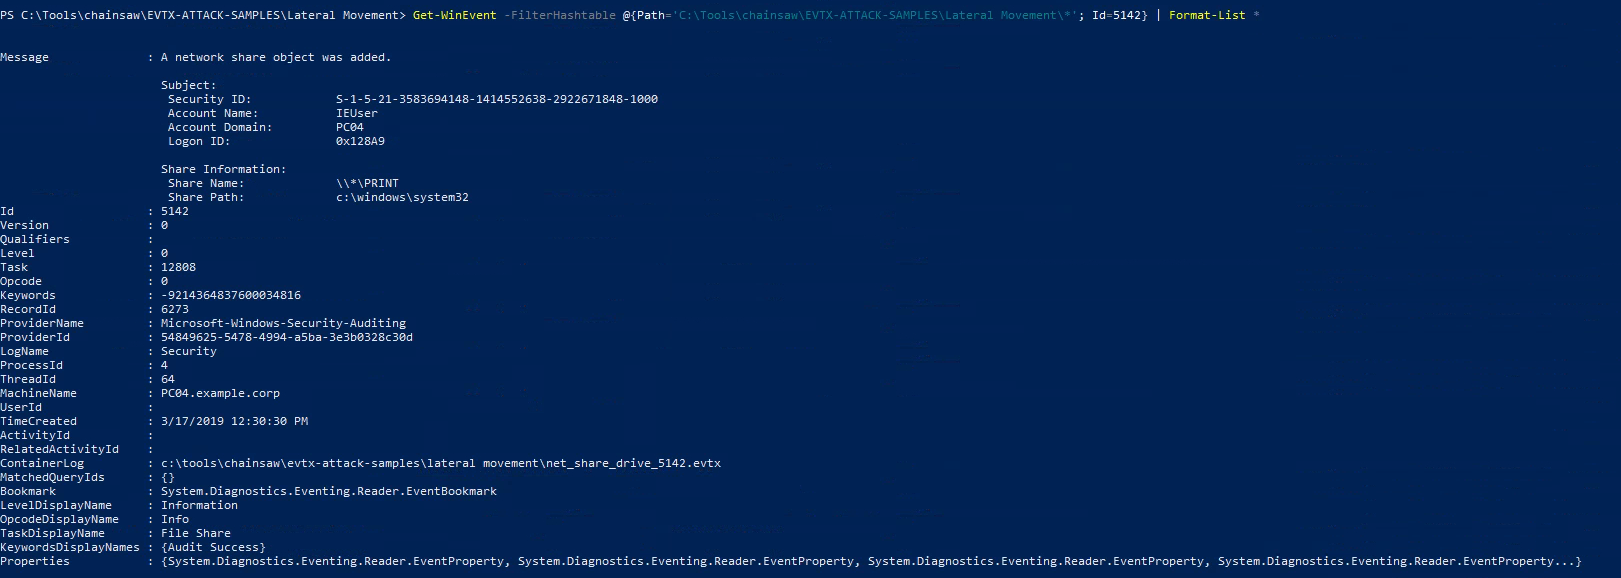 PS C:\Tools\chainsaw\EVTX-ATTACK-SAMPLES\Lateral Movement> Get-WinEvent -FilterHashtable @{Path='C:\Tools\chainsaw\EVTX-ATTACK-SAMPLES\Lateral Movement\*'; Id=5142} | Format-List *
Message : A network share object was added.
Subject:
Security ID: S-1-5-21-3583694148-1414552638-2922671848-1000
Account Name: IEUser
Account Domain: PC04
Logon ID: 0x128A9
Share Information:
Share Name: \\*\PRINT
Share Path: c:\windows\system32
Id : 5142
Version : 0
Qualifiers :
Level : 0
Task : 12808
Opcode : 0
Keywords : -9214364837600034816
RecordId : 6273
ProviderName : Microsoft-Windows-Security-Auditing
ProviderId : 54849625-5478-4994-a5ba-3e3b0328c30d
LogName : Security
ProcessId : 4
ThreadId : 64
MachineName : PC04.example.corp
UserId :
TimeCreated : 3/17/2019 12:30:30 PM
ActivityId :
RelatedActivityId :
ContainerLog : c:\tools\chainsaw\evtx-attack-samples\lateral movement\net_share_drive_5142.evtx
MatchedQueryIds : {}
Bookmark : System.Diagnostics.Eventing.Reader.EventBookmark
LevelDisplayName : Information
OpcodeDisplayName : Info
TaskDisplayName : File Share
KeywordsDisplayNames : {Audit Success}
Properties : {System.Diagnostics.Eventing.Reader.EventProperty, System.Diagnostics.Eventing.Reader.EventProperty, System.Diagnostics.Eventing.Reader.EventProperty, System.Diagnostics.Eventing.Reader.EventProperty...}